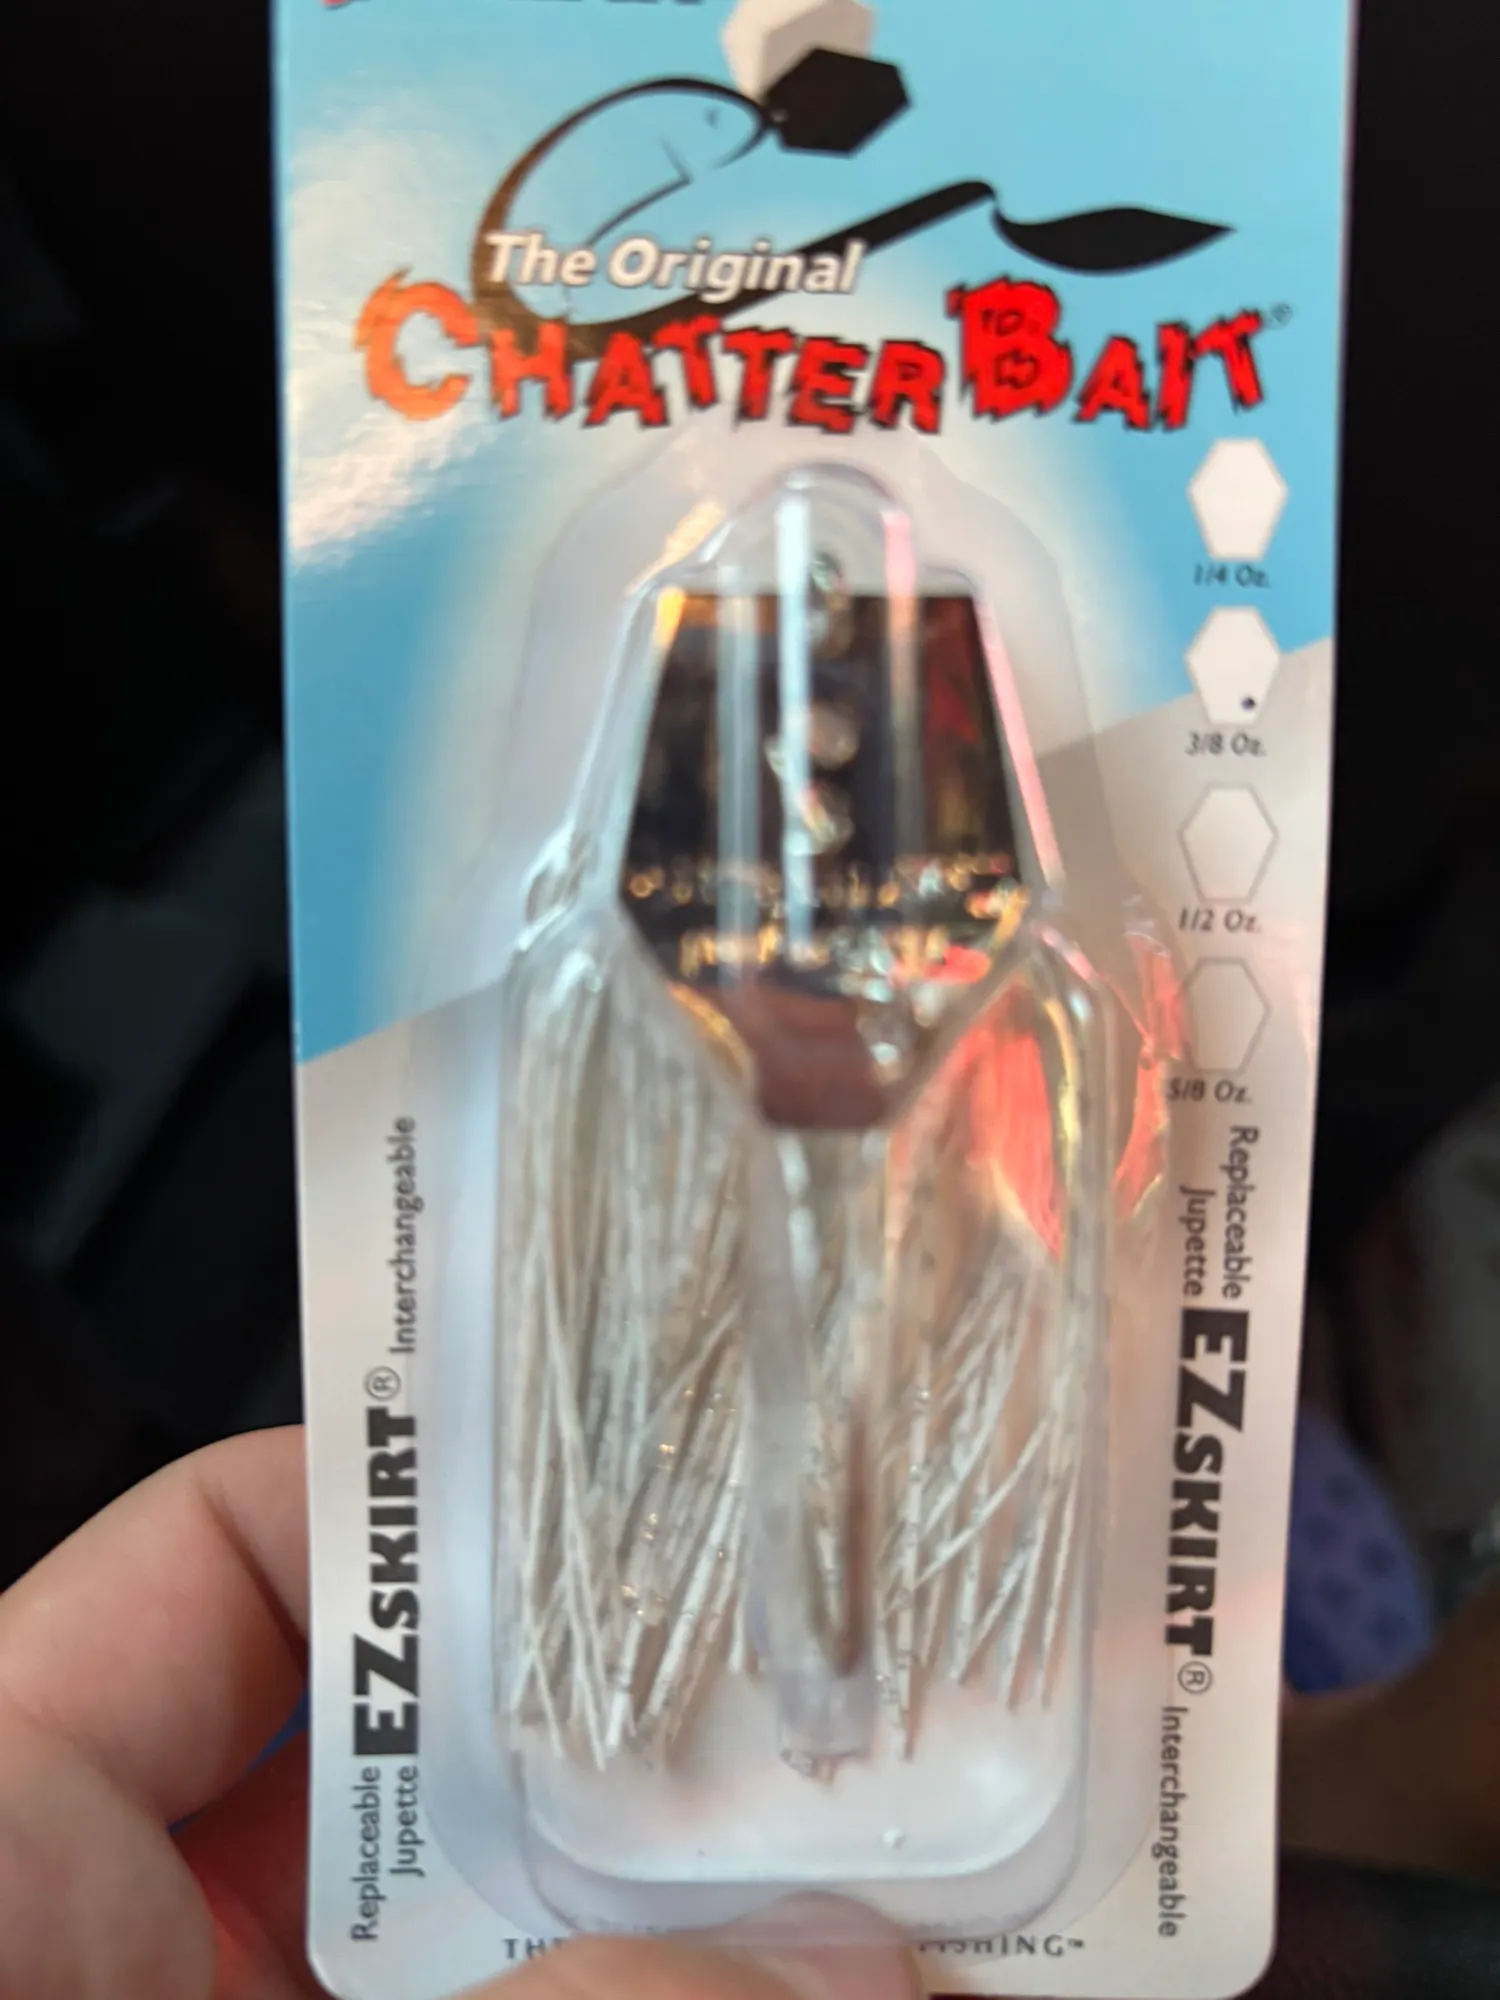 The Original
CHATTERBAIT®
1/4 Oz.
3/8 Oz.
1/2 Oz.
5/8 Oz.
Replaceable
Jupette EZSKIRT® Interchangeable
Replaceable
Jupette EZSKIRT® Interchangeable
FISHING™